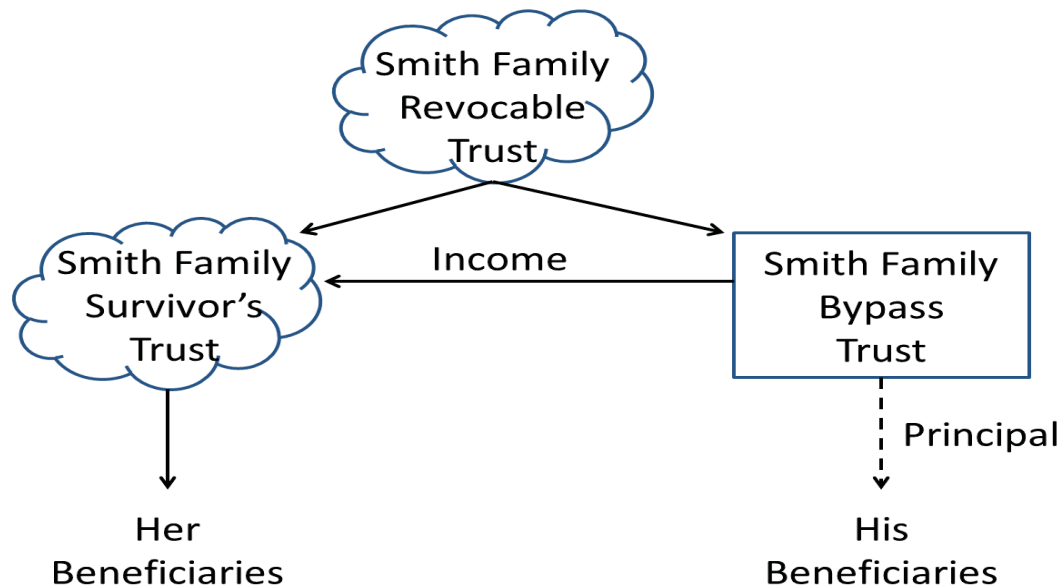 Smith Family
Revocable
Trust
Smith Family
Survivor’s
Trust
Income
Smith Family
Bypass
Trust
Principal
Her
Beneficiaries
His
Beneficiaries